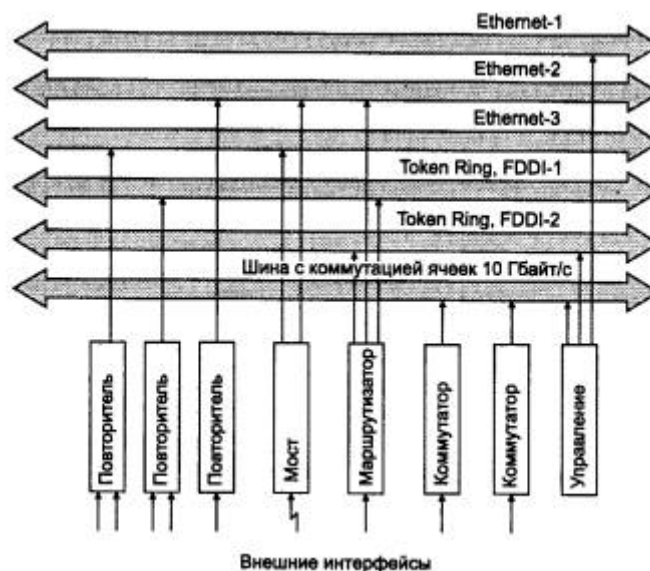 Ethernet-1
Ethernet-2
Ethernet-3
Token Ring, FDDI-1
Token Ring, FDDI-2
Шина с коммутацией ячеек 10 Гбайт/с
Повторитель
Повторитель
Повторитель
Мост
Маршрутизатор
Коммутатор
Коммутатор
Управление
Внешние интерфейсы